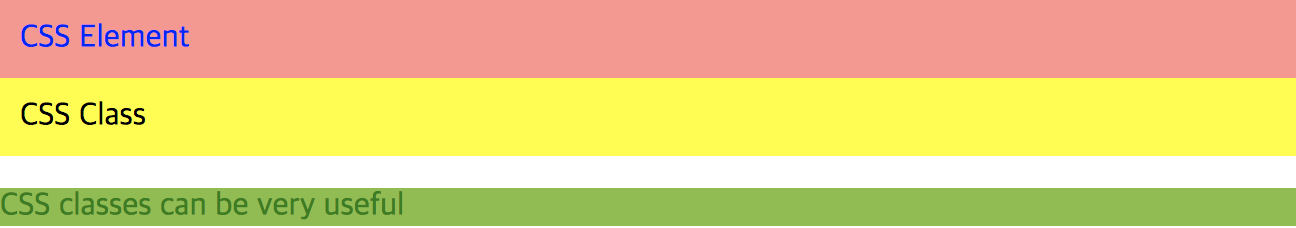 CSS Element
CSS Class
CSS classes can be very useful